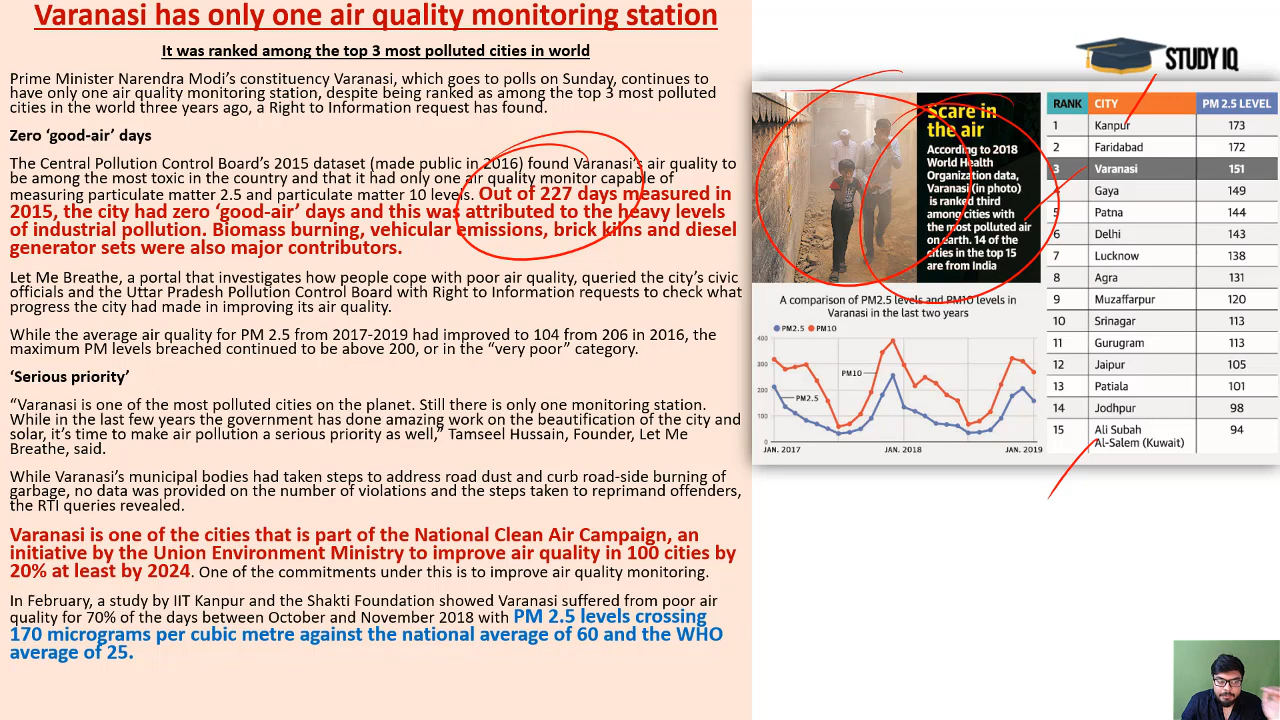 Varanasi has only one air quality monitoring station
It was ranked among the top 3 most polluted cities in world
Prime Minister Narendra Modi’s constituency Varanasi, which goes to polls on Sunday, continues to
have only one air quality monitoring station, despite being ranked as among the top 3 most polluted
cities in the world three years ago, a Right to Information request has found.
Zero ‘good-air’ days
The Central Pollution Control Board’s 2015 dataset (made public in 2016) found Varanasi’s air quality to
be among the most toxic in the country and that it had only one air quality monitor capable of
measuring particulate matter 2.5 and particulate matter 10 levels. Out of 227 days measured in
2015, the city had zero ‘good-air’ days and this was attributed to the heavy levels
of industrial pollution. Biomass burning, vehicular emissions, brick kilns and diesel
generator sets were also major contributors.
Let Me Breathe, a portal that investigates how people cope with poor air quality, queried the city’s civic
officials and the Uttar Pradesh Pollution Control Board with Right to Information requests to check what
progress the city had made in improving its air quality.
While the average air quality for PM 2.5 from 2017-2019 had improved to 104 from 206 in 2016, the
maximum PM levels breached continued to be above 200, or in the “very poor” category.
‘Serious priority’
“Varanasi is one of the most polluted cities on the planet. Still there is only one monitoring station.
While in the last few years the government has done amazing work on the beautification of the city and
solar, it’s time to make air pollution a serious priority as well,” Tamseel Hussain, Founder, Let Me
Breathe, said.
While Varanasi’s municipal bodies had taken steps to address road dust and curb road-side burning of
garbage, no data was provided on the number of violations and the steps taken to reprimand offenders,
the RTI queries revealed.
Varanasi is one of the cities that is part of the National Clean Air Campaign, an
initiative by the Union Environment Ministry to improve air quality in 100 cities by
20% at least by 2024. One of the commitments under this is to improve air quality monitoring.
In February, a study by IIT Kanpur and the Shakti Foundation showed Varanasi suffered from poor air
quality for 70% of the days between October and November 2018 with PM 2.5 levels crossing
170 micrograms per cubic metre against the national average of 60 and the WHO
average of 25.
STUDY IQ
Scare in
the air
According to 2018
World Health
Organization data,
Varanasi (in photo)
is ranked third
among cities with
the most polluted air
on earth. 14 of the
cities in the top 15
are from India
A comparison of PM2.5 levels and PM10 levels in
Varanasi in the last two years
PM2.5 PM10
400
300
200
100
0
PM10
PM2.5
JAN. 2017 JAN. 2018 JAN. 2019
RANK CITY PM 2.5 LEVEL
1 Kanpur 173
2 Faridabad 172
3 Varanasi 151
4 Gaya 149
5 Patna 144
6 Delhi 143
7 Lucknow 138
8 Agra 131
9 Muzaffarpur 120
10 Srinagar 113
11 Gurugram 113
12 Jaipur 105
13 Patiala 101
14 Jodhpur 98
15 Ali Subah 94
Al-Salem (Kuwait)